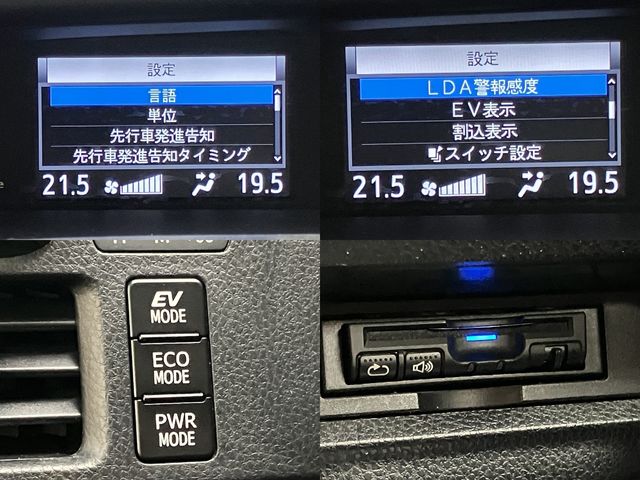 設定
言語
単位
先行車発進告知
先行車発進告知タイミング
21.5
19.5
設定
LDA警報感度
EV表示
割込表示
スイッチ設定
21.5
19.5
EV
MODE
ECO
MODE
PWR
MODE